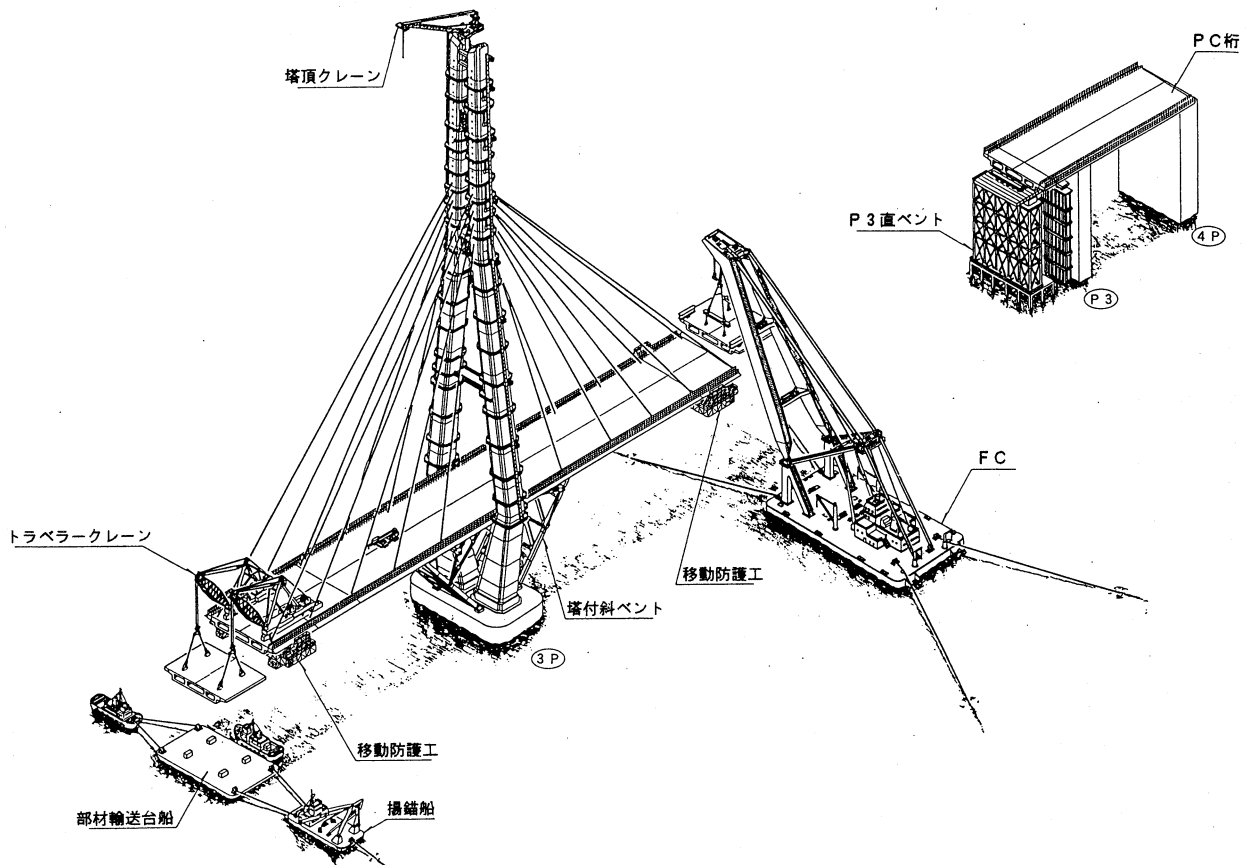 塔頂クレーン
ＰＣ桁
Ｐ３直ベント
４Ｐ
Ｐ３
ＦＣ
トラベラークレーン
移動防護工
塔付斜ベント
３Ｐ
移動防護工
部材輸送台船
揚錨船